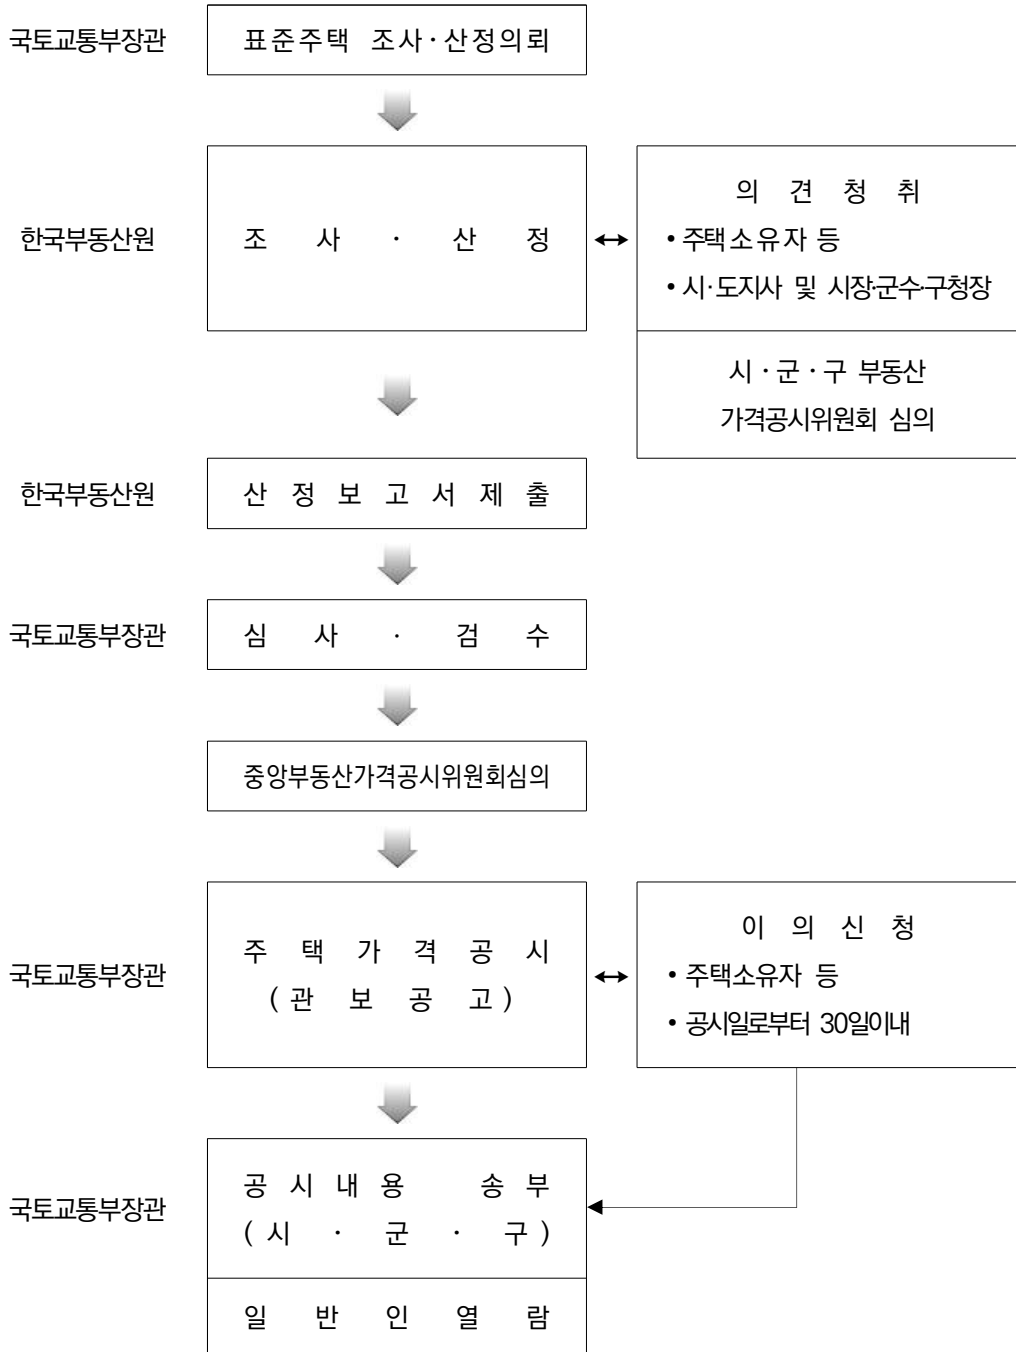 국토교통부장관
표준주택 조사·산정의뢰
한국부동산원
조 사 · 산 정
의 견 청 취
• 주택소유자 등
• 시·도지사 및 시장·군수·구청장
시·군·구 부동산
가격공시위원회 심의
한국부동산원
산 정 보 고 서 제 출
국토교통부장관
심 사 · 검 수
중앙부동산가격공시위원회심의
국토교통부장관
주 택 가 격 공 시
( 관 보 공 고 )
이 의 신 청
• 주택소유자 등
• 공시일로부터 30일이내
국토교통부장관
공 시 내 용 송 부
( 시 · 군 · 구 )
일 반 인 열 람